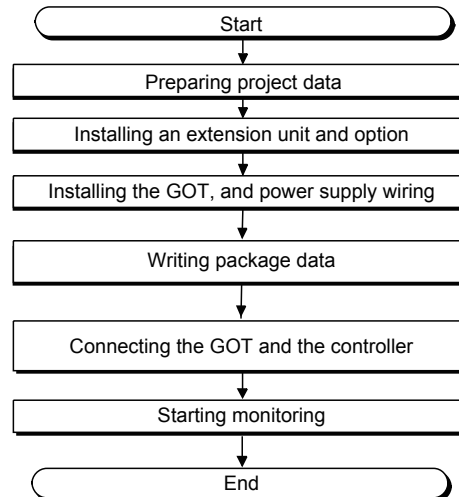 Start
Preparing project data
Installing an extension unit and option
Installing the GOT, and power supply wiring
Writing package data
Connecting the GOT and the controller
Starting monitoring
End